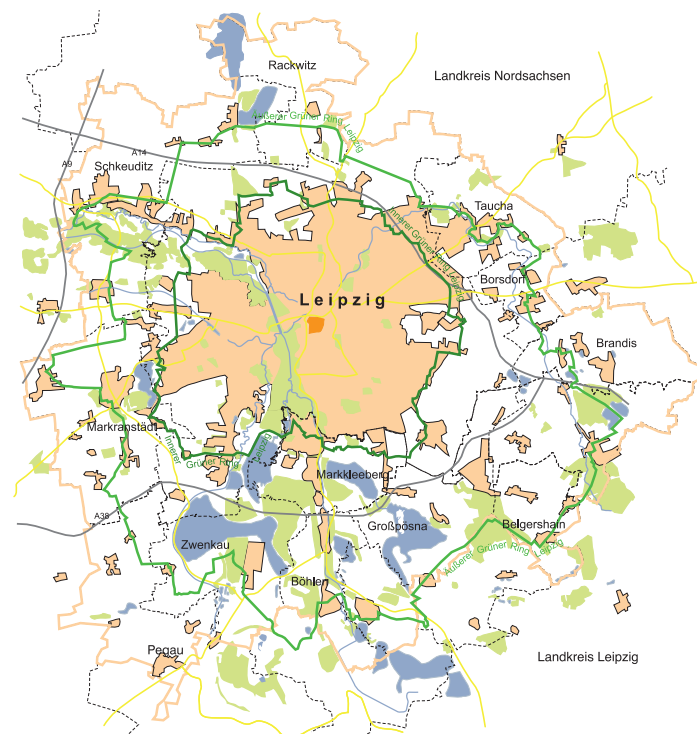 Rackwitz
Landkreis Nordsachsen
Äußerer Grüner Ring Leipzig
A14
A9
Schkeuditz
Taucha
Innerer Grüner Ring Leipzig
Borsdorf
Leipzig
Brandis
Markranstädt
Innerer Grüner Ring Leipzig
Markkleeberg
A38
Großpösna
Belgershain
Zwenkau
Äußerer Grüner Ring Leipzig
Böhlen
Pegau
Landkreis Leipzig